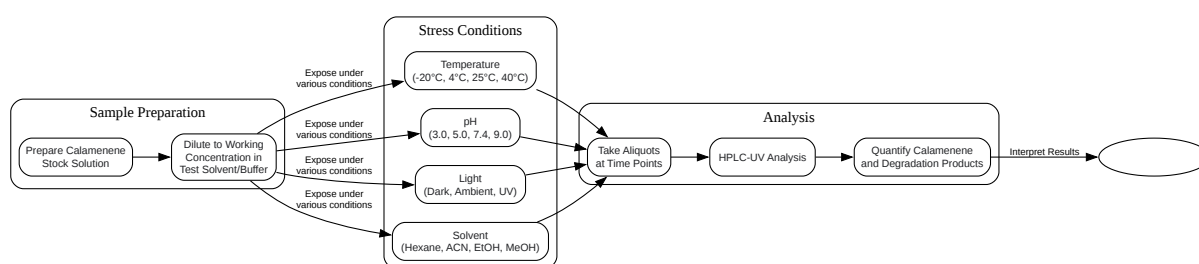 Sample Preparation
Prepare Calamenene
Stock Solution
Dilute to Working
Concentration in
Test Solvent/Buffer
Expose under
various conditions
Expose under
various conditions
Expose under
various conditions
Expose under
various conditions
Stress Conditions
Temperature
(-20°C, 4°C, 25°C, 40°C)
pH
(3.0, 5.0, 7.4, 9.0)
Light
(Dark, Ambient, UV)
Solvent
(Hexane, ACN, EtOH, MeOH)
Analysis
Take Aliquots
at Time Points
HPLC-UV Analysis
Quantify Calamenene
and Degradation Products
Interpret Results